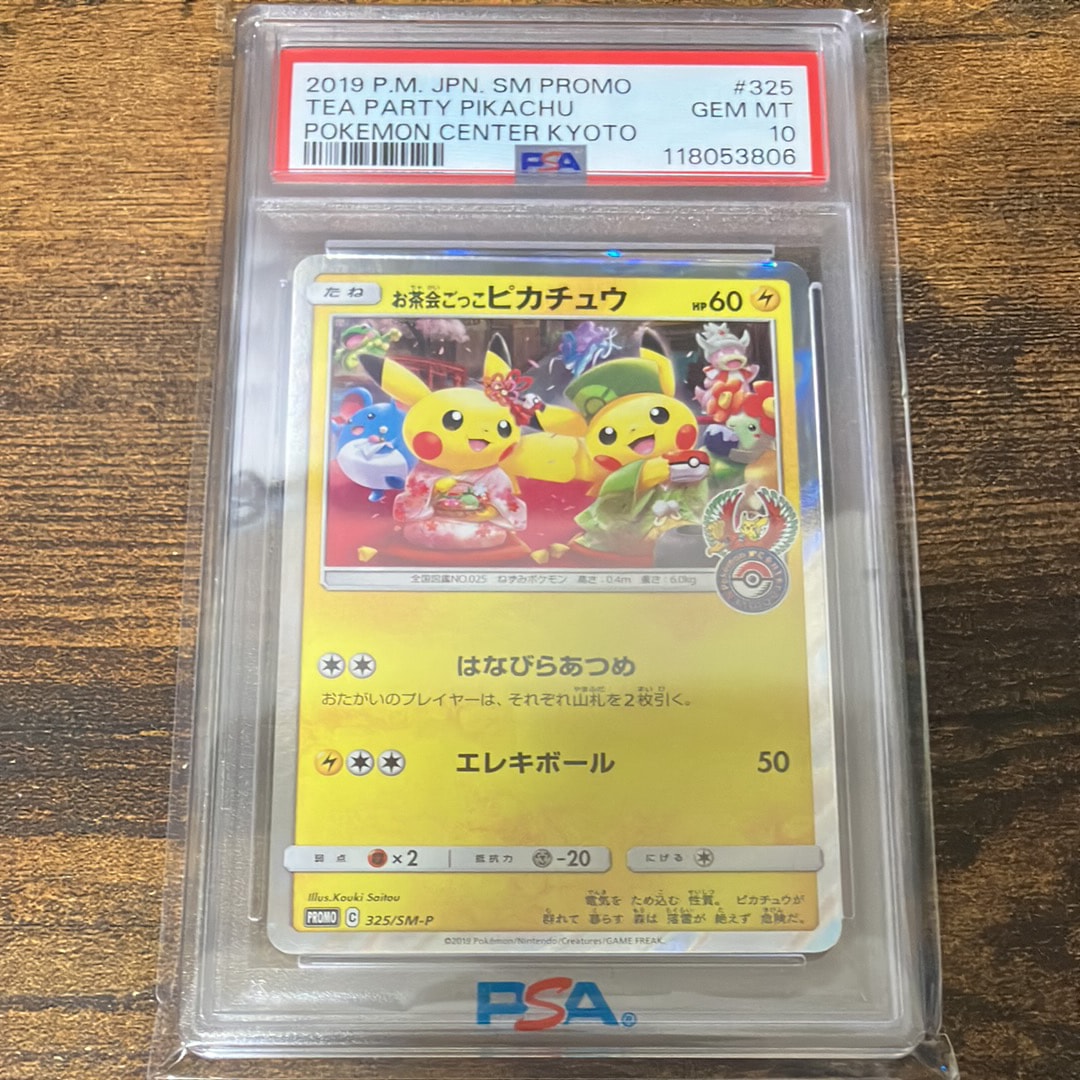 2019 P.M. JPN. SM PROMO #325
TEA PARTY PIKACHU GEM MT
POKEMON CENTER KYOTO 10
PSA 118053806
たね お茶会ごっこピカチュウ HP60
全国図鑑NO.025 ねずみポケモン 高さ:0.4m 重さ:6.0kg
はなびらあつめ
おたがいのプレイヤーは、それぞれ山札を2枚引く。
エレキボール 50
弱点 ×2 抵抗力 -20 にげる
Illus.Kouki Saitou
電気を ため込む 性質。 ピカチュウが
群れて 暮らす 森は 落雷が 絶えず 危険だ。
PROMO C 325/SM-P
©2019 Pokémon/Nintendo/Creatures/GAME FREAK.
PSA®